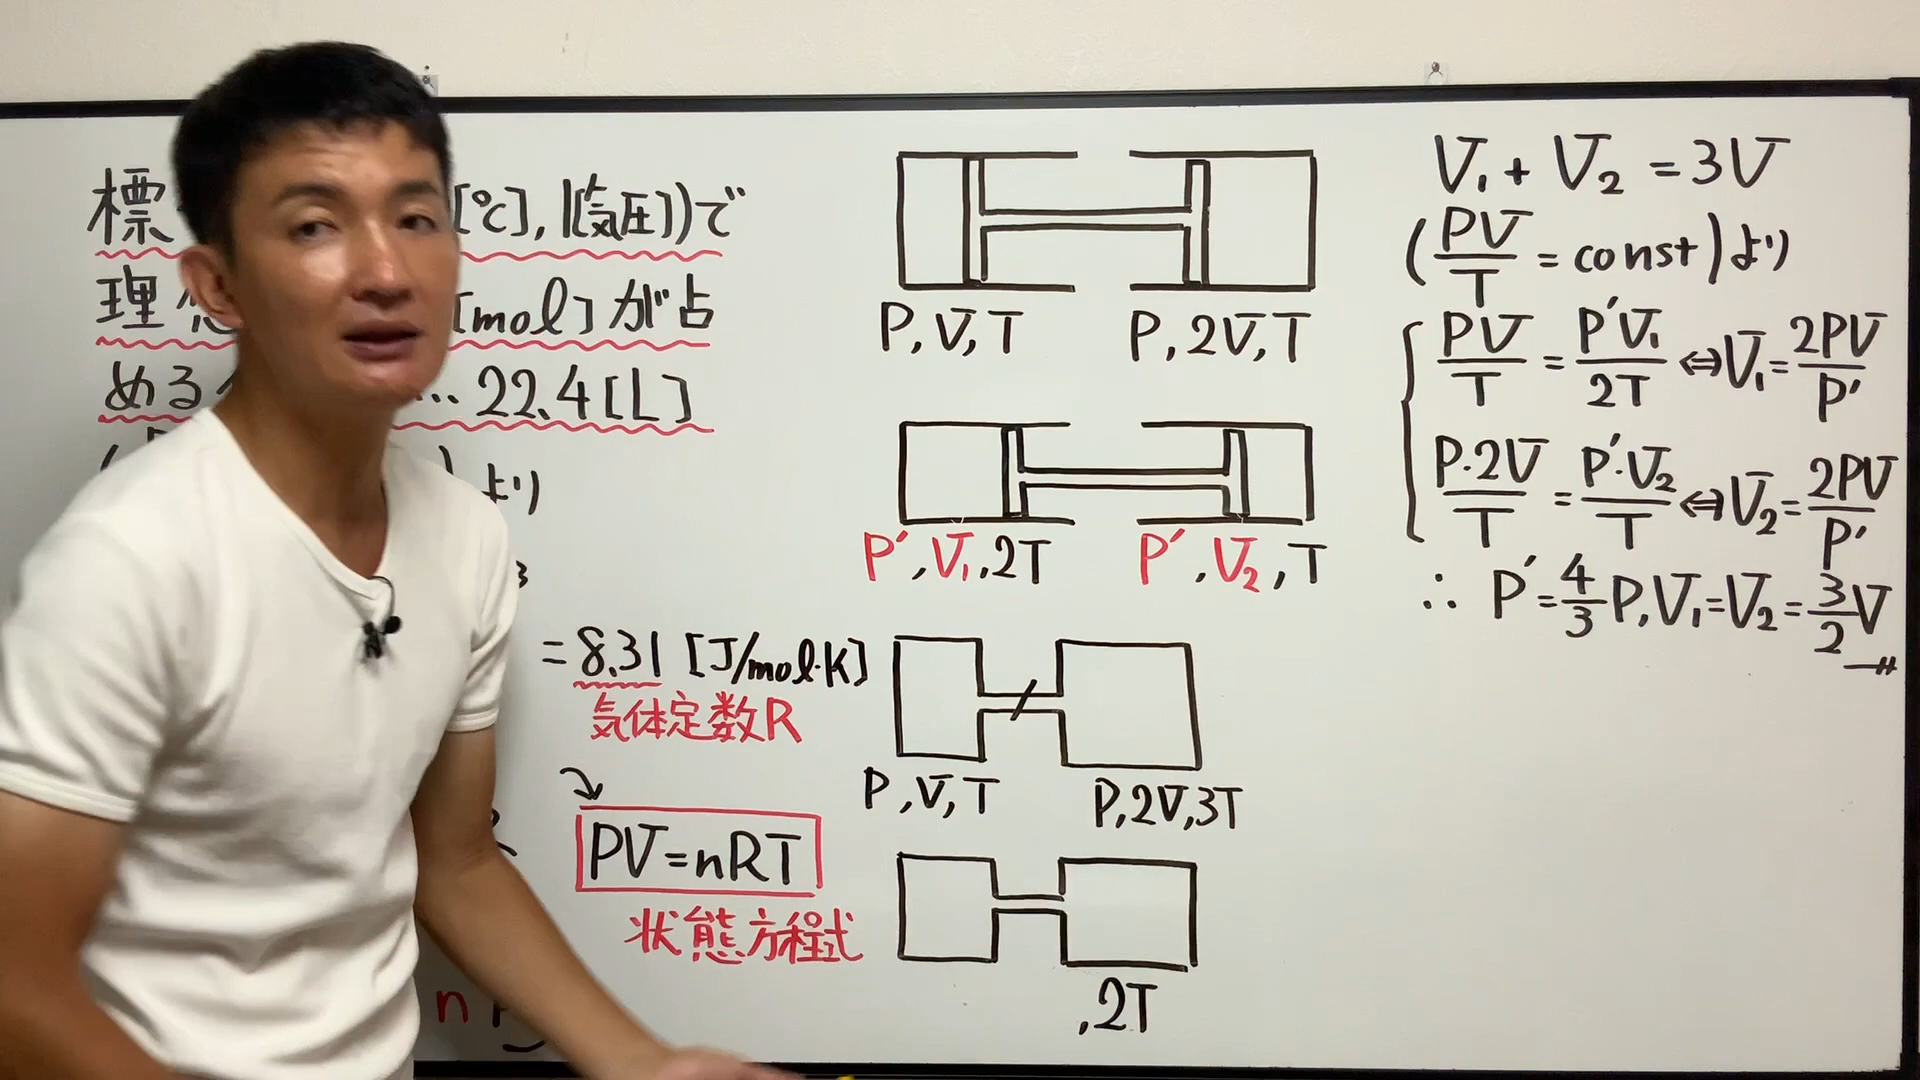 標 [℃], 1[気圧])で
理想 [mol]が占
める …22.4[L]
より
= 8.31 [J/mol·K]
気体定数R
PV=nRT
状態方程式
n
P, V, T P, 2V, T
P', V₁, 2T P', V₂, T
P, V, T P, 2V, 3T
, 2T
V₁ + V₂ = 3V
(PV/T = const)より
PV/T = P'V₁/2T ⇔ V₁ = 2PV/P'
P·2V/T = P'·V₂/T ⇔ V₂ = 2PV/P'
∴ P' = 4/3 P, V₁ = V₂ = 3/2 V